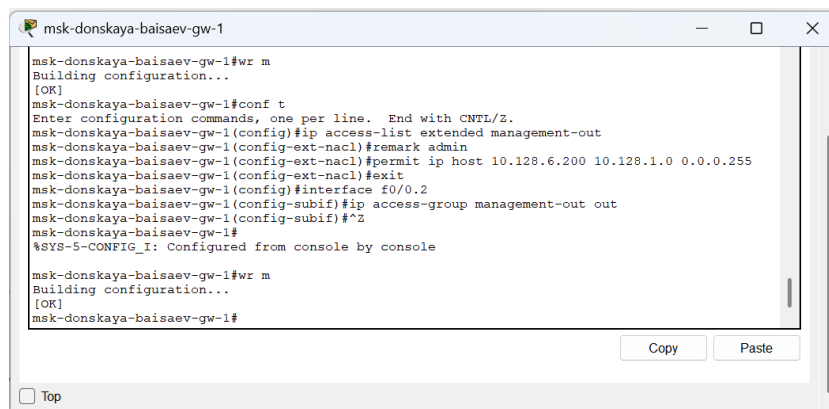 msk-donskaya-baisaev-gw-1
msk-donskaya-baisaev-gw-1#wr m
Building configuration...
[OK]
msk-donskaya-baisaev-gw-1#conf t
Enter configuration commands, one per line.  End with CNTL/Z.
msk-donskaya-baisaev-gw-1(config)#ip access-list extended management-out
msk-donskaya-baisaev-gw-1(config-ext-nacl)#remark admin
msk-donskaya-baisaev-gw-1(config-ext-nacl)#permit ip host 10.128.6.200 10.128.1.0 0.0.0.255
msk-donskaya-baisaev-gw-1(config-ext-nacl)#exit
msk-donskaya-baisaev-gw-1(config)#interface f0/0.2
msk-donskaya-baisaev-gw-1(config-subif)#ip access-group management-out out
msk-donskaya-baisaev-gw-1(config-subif)#^Z
msk-donskaya-baisaev-gw-1#
%SYS-5-CONFIG_I: Configured from console by console
msk-donskaya-baisaev-gw-1#wr m
Building configuration...
[OK]
msk-donskaya-baisaev-gw-1#
Copy Paste
Top